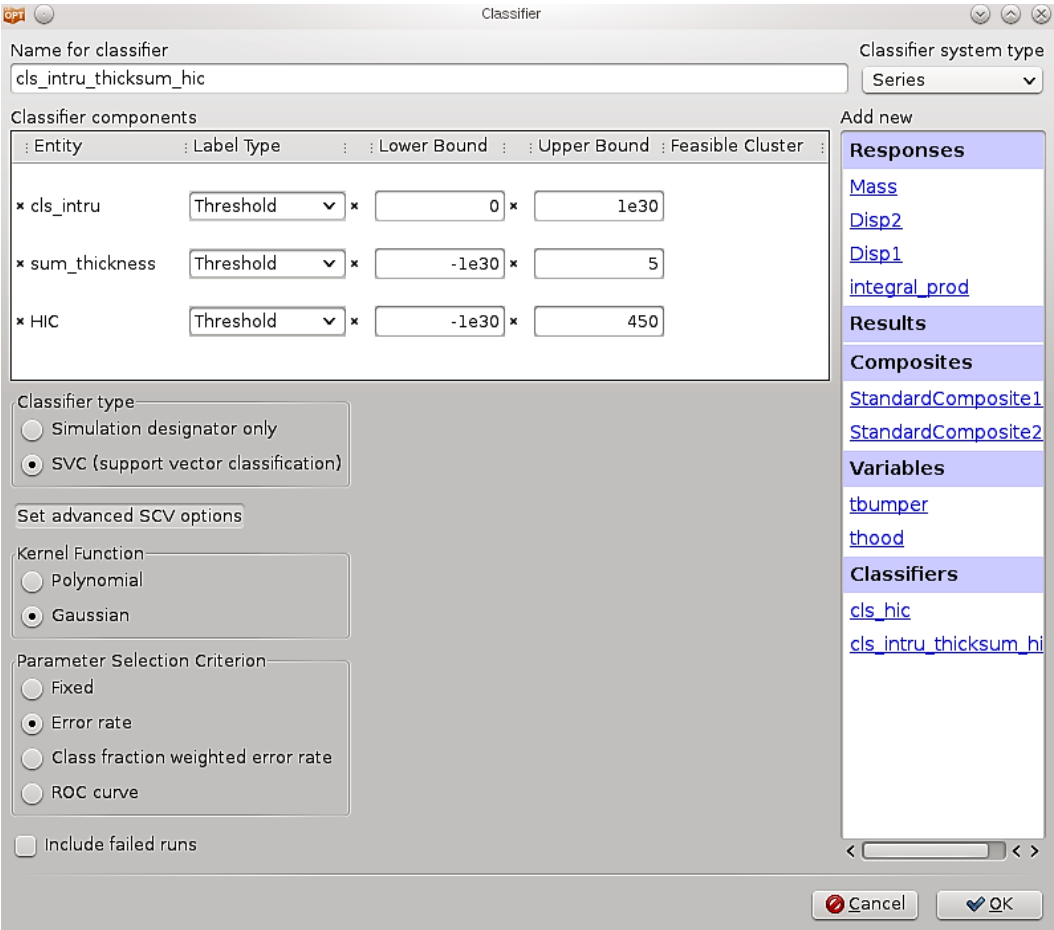 OPT Classifier
Name for classifier
Classifier system type
cls_intru_thicksum_hic
Series
Classifier components
Add new
Entity Label Type Lower Bound Upper Bound Feasible Cluster
cls_intru Threshold 0 1e30
sum_thickness Threshold -1e30 5
HIC Threshold -1e30 450
Responses
Mass
Disp2
Disp1
integral_prod
Results
Composites
StandardComposite1
StandardComposite2
Variables
tbumper
thood
Classifiers
cls_hic
cls_intru_thicksum_hi
Classifier type
Simulation designator only
SVC (support vector classification)
Set advanced SCV options
Kernel Function
Polynomial
Gaussian
Parameter Selection Criterion
Fixed
Error rate
Class fraction weighted error rate
ROC curve
Include failed runs
Cancel
OK